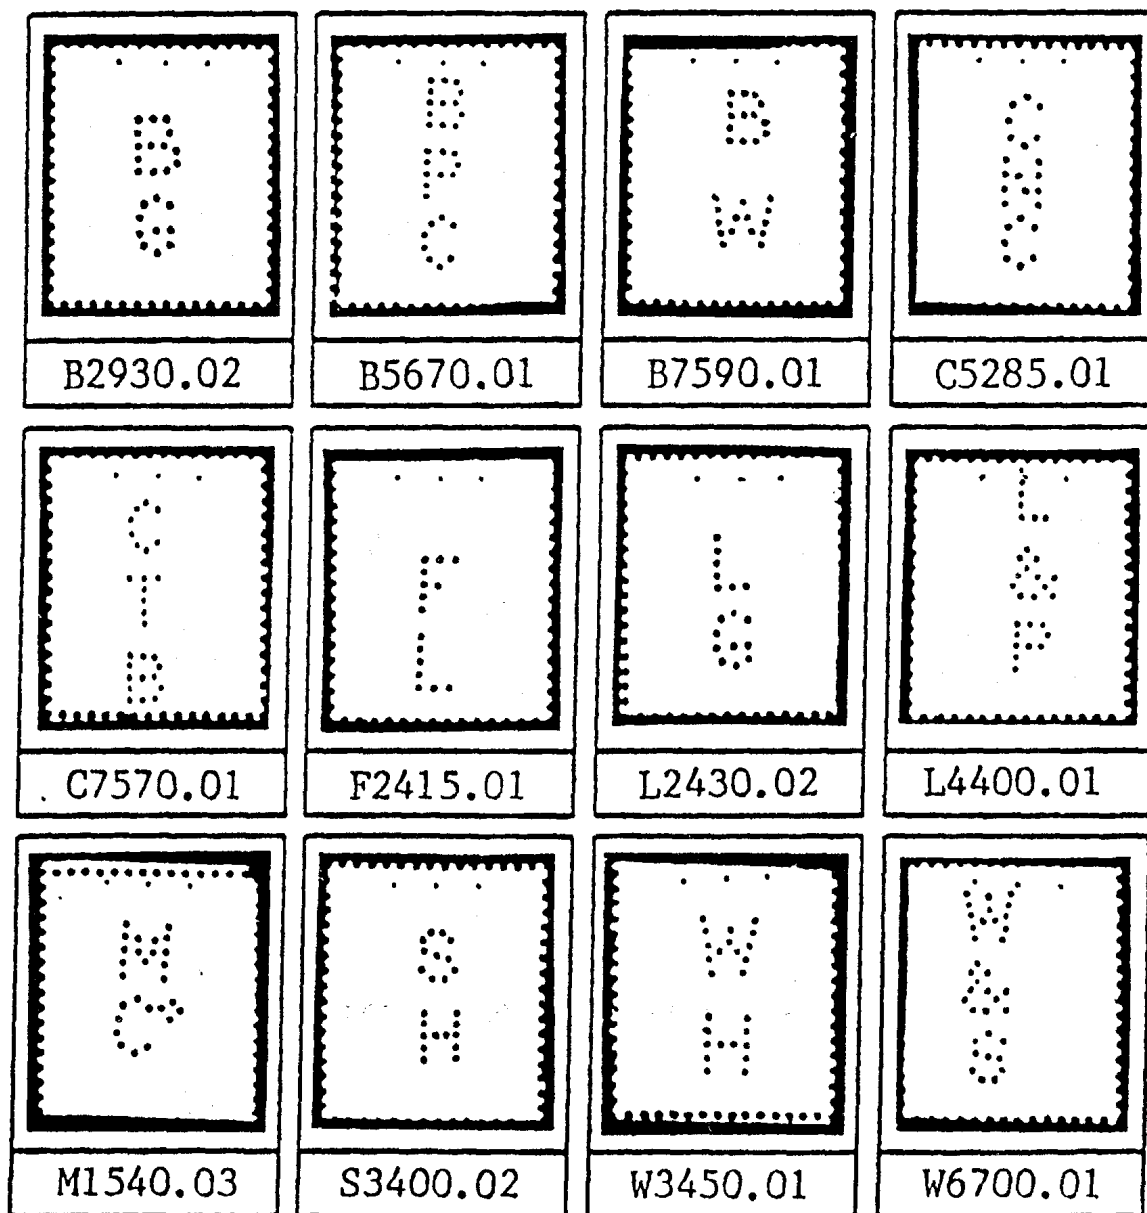 B
G
B2930.02
B
P
C
B5670.01
B
W
B7590.01
C
N
C
C5285.01
C
T
B
C7570.01
F
L
F2415.01
L
G
L2430.02
L
&
P
L4400.01
M
C
M1540.03
S
H
S3400.02
W
H
W3450.01
W
&
W6700.01